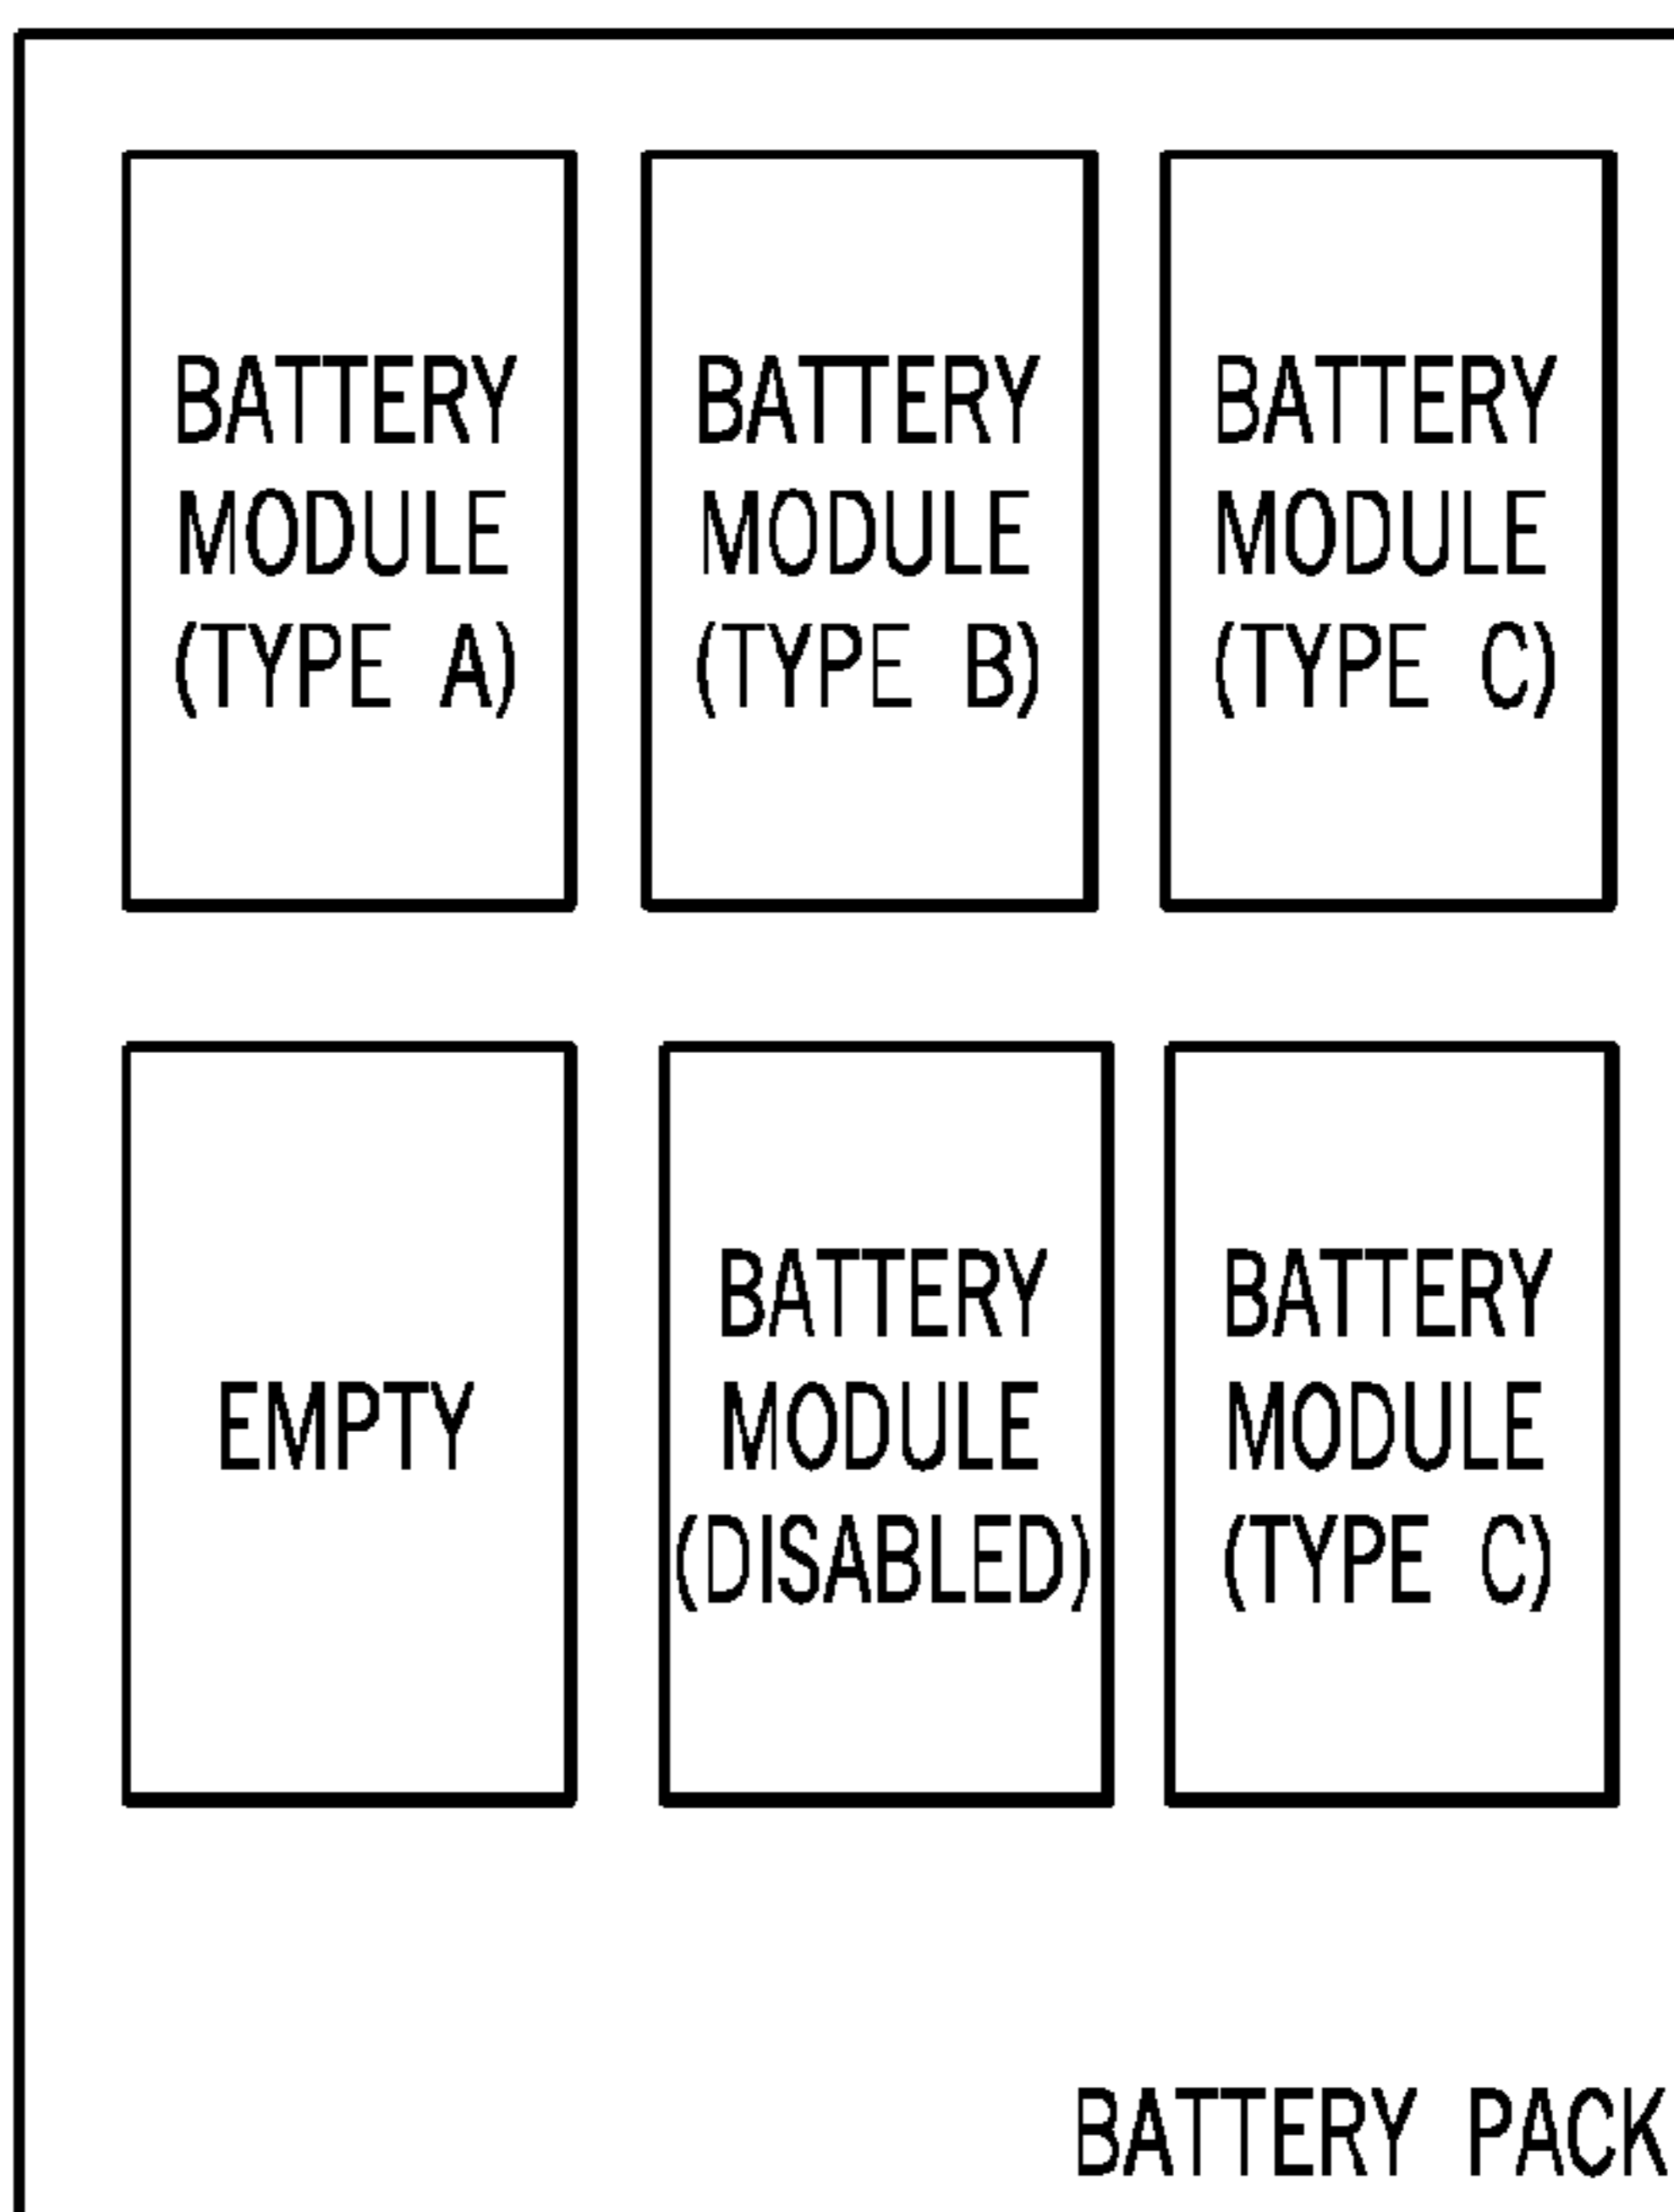 BATTERY
MODULE
(TYPE A)
BATTERY
MODULE
(TYPE B)
BATTERY
MODULE
(TYPE C)
EMPTY
BATTERY
MODULE
(DISABLED)
BATTERY
MODULE
(TYPE C)
BATTERY PACK